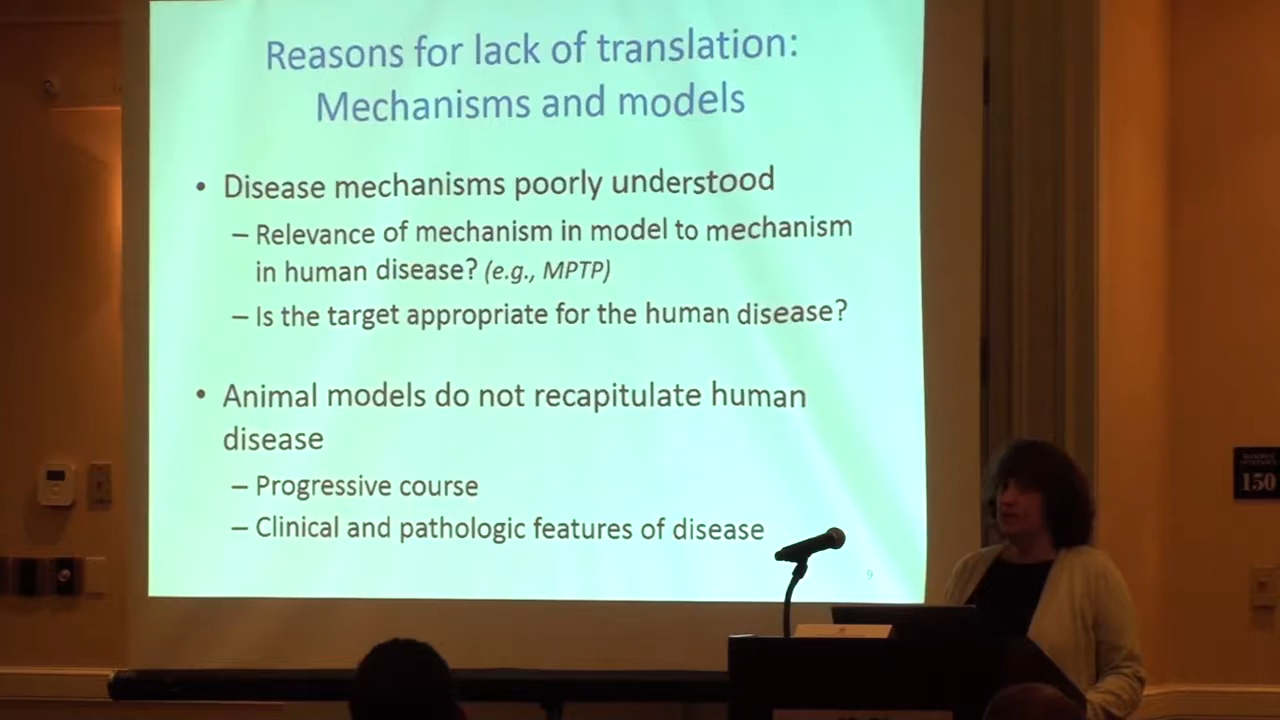 Reasons for lack of translation:
Mechanisms and models
• Disease mechanisms poorly understood
– Relevance of mechanism in model to mechanism
in human disease? (e.g., MPTP)
– Is the target appropriate for the human disease?
• Animal models do not recapitulate human
disease
– Progressive course
– Clinical and pathologic features of disease
9
150